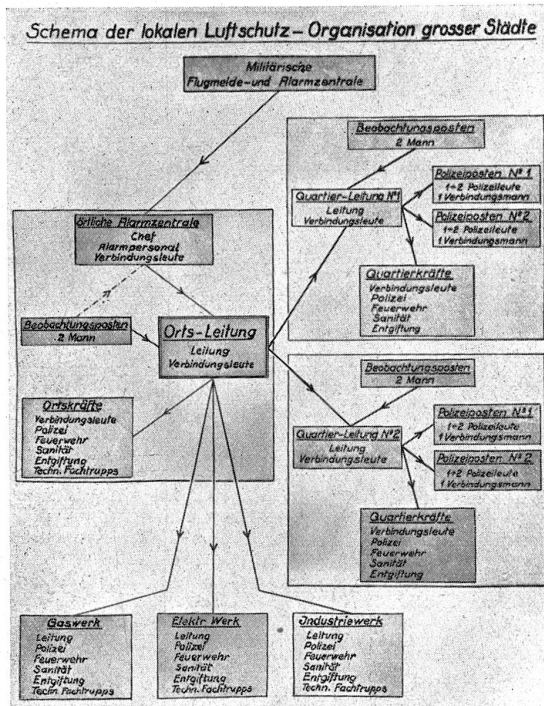 Schema der lokalen Luftschutz-Organisation grosser Städte
Militärische
Flugmelde-und Alarmzentrale
örtliche Alarmzentrale
Chef
Alarmpersonal
Verbindungsleute
Beobachtungsposten
2 Mann
Orts-Leitung
Leitung
Verbindungsleute
Ortskräfte
Verbindungsleute
Polizei
Feuerwehr
Sanität
Entgiftung
Techn. Fachtrupps
Beobachtungsposten
2 Mann
Quartier-Leitung Nº1
Leitung
Verbindungsleute
Polizeiposten Nº 1
1÷2 Polizeileute
1 Verbindungsmann
Polizeiposten Nº 2
1÷2 Polizeileute
1 Verbindungsmann
Quartierkräfte
Verbindungsleute
Polizei
Feuerwehr
Sanität
Entgiftung
Beobachtungsposten
2 Mann
Quartier-Leitung Nº2
Leitung
Verbindungsleute
Polizeiposten Nº 1
1÷2 Polizeileute
1 Verbindungsmann
Polizeiposten Nº 2
1÷2 Polizeileute
1 Verbindungsmann
Quartierkräfte
Verbindungsleute
Polizei
Feuerwehr
Sanität
Entgiftung
Gaswerk
Leitung
Polizei
Feuerwehr
Sanität
Entgiftung
Techn. Fachtrupps
Elektr. Werk
Leitung
Polizei
Feuerwehr
Sanität
Entgiftung
Techn. Fachtrupps
Industriewerk
Leitung
Polizei
Feuerwehr
Sanität
Entgiftung
Techn. Fachtrupps